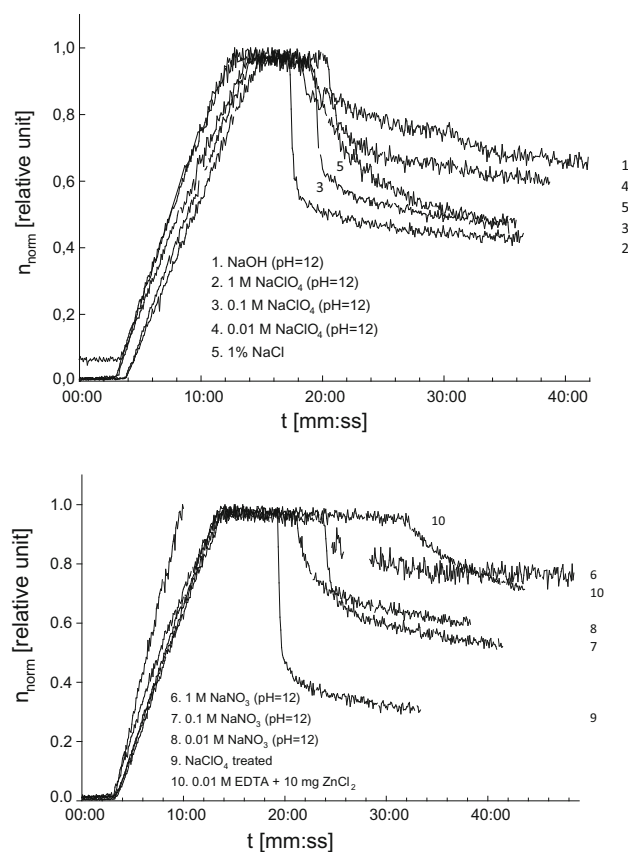 1,0
0,8
0,6
0,4
0,2
0,0
n_norm [relative unit]
5
3
1
4
5
3
2
1. NaOH (pH=12)
2. 1 M NaClO₄ (pH=12)
3. 0.1 M NaClO₄ (pH=12)
4. 0.01 M NaClO₄ (pH=12)
5. 1% NaCl
00:00 10:00 20:00 30:00 40:00
t [mm:ss]
1.0
0.8
0.6
0.4
0.2
0.0
n_norm [relative unit]
10
6
10
8
7
9
6. 1 M NaNO₃ (pH=12)
7. 0.1 M NaNO₃ (pH=12)
8. 0.01 M NaNO₃ (pH=12)
9. NaClO₄ treated
10. 0.01 M EDTA + 10 mg ZnCl₂
00:00 10:00 20:00 30:00 40:00
t [mm:ss]